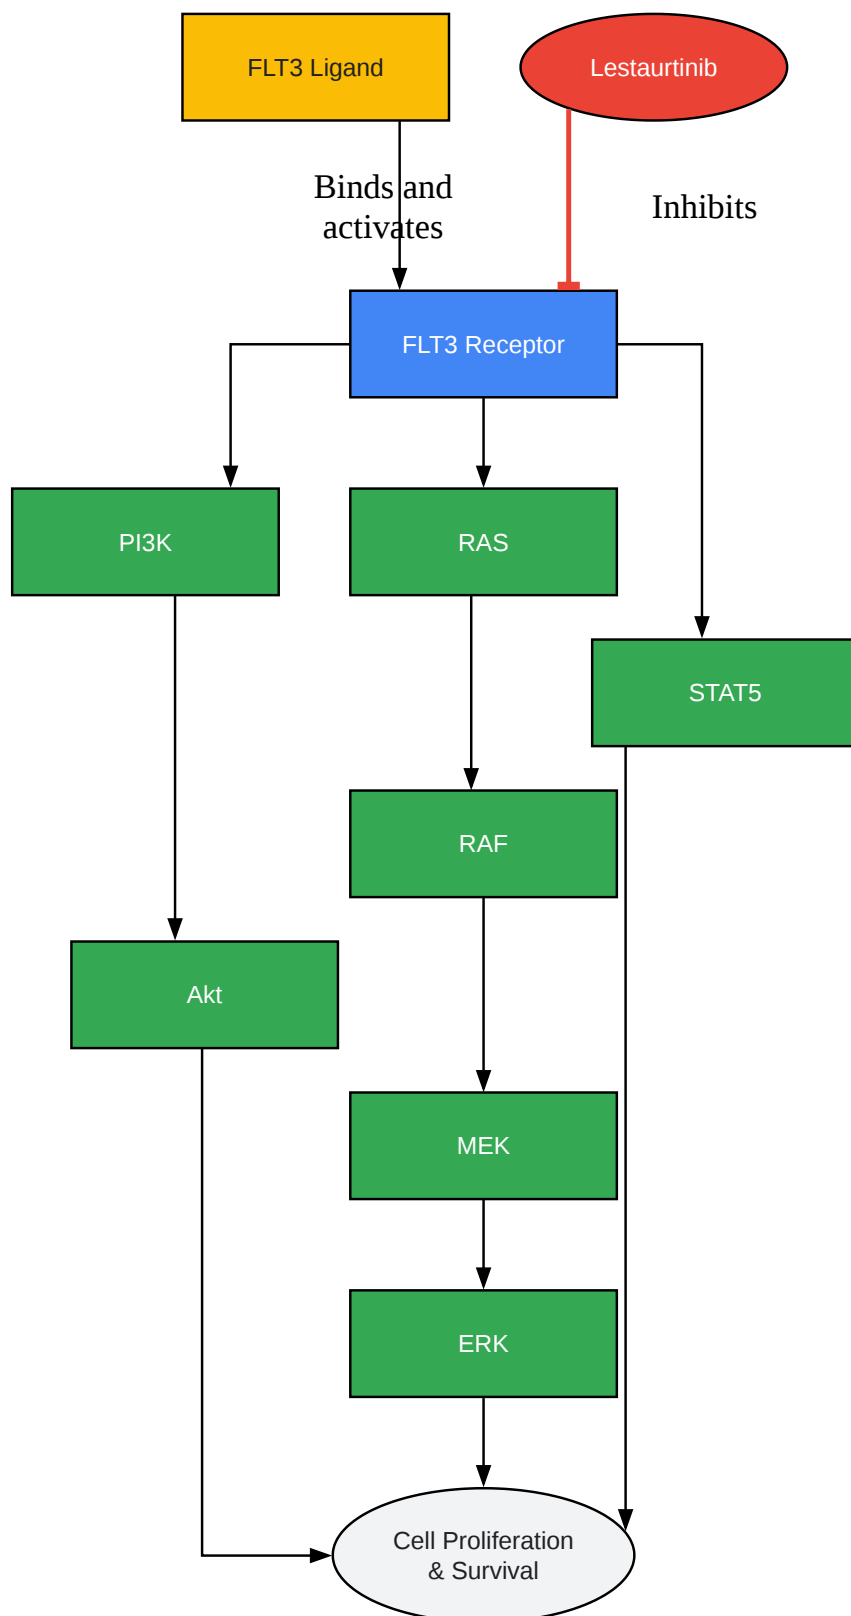 FLT3 Ligand
Lestaurtinib
Binds and
activates
Inhibits
FLT3 Receptor
PI3K
RAS
STAT5
RAF
Akt
MEK
ERK
Cell Proliferation
& Survival